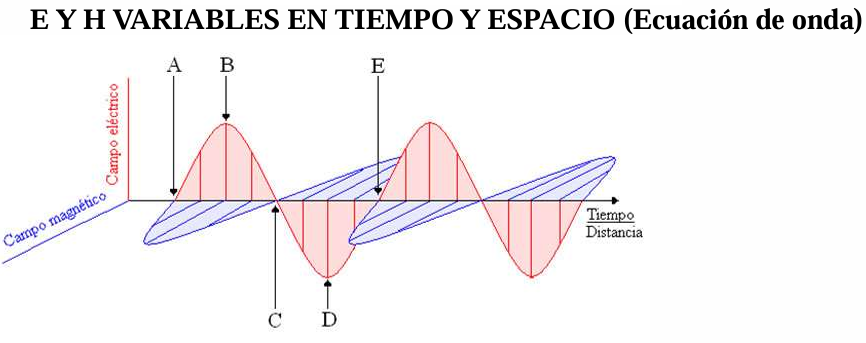 E Y H VARIABLES EN TIEMPO Y ESPACIO (Ecuación de onda)
A
B
E
Campo eléctrico
Campo magnético
Tiempo
Distancia
C
D